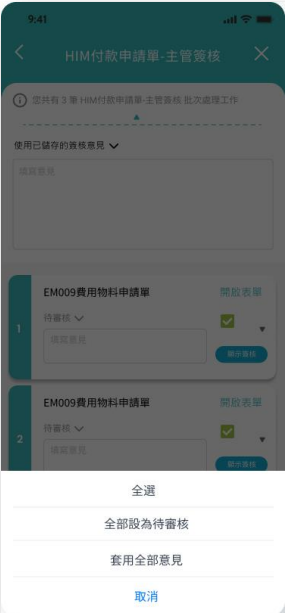 9:41
HIM付款申請單-主管簽核
您共有 3 筆 HIM付款申請單-主管簽核 批次處理工作
使用已儲存的簽核意見
填寫意見
1
EM009費用物料申請單
開啟表單
待審核
填寫意見
顯示簽核
2
EM009費用物料申請單
開啟表單
待審核
填寫意見
顯示簽核
全選
全部設為待審核
套用全部意見
取消